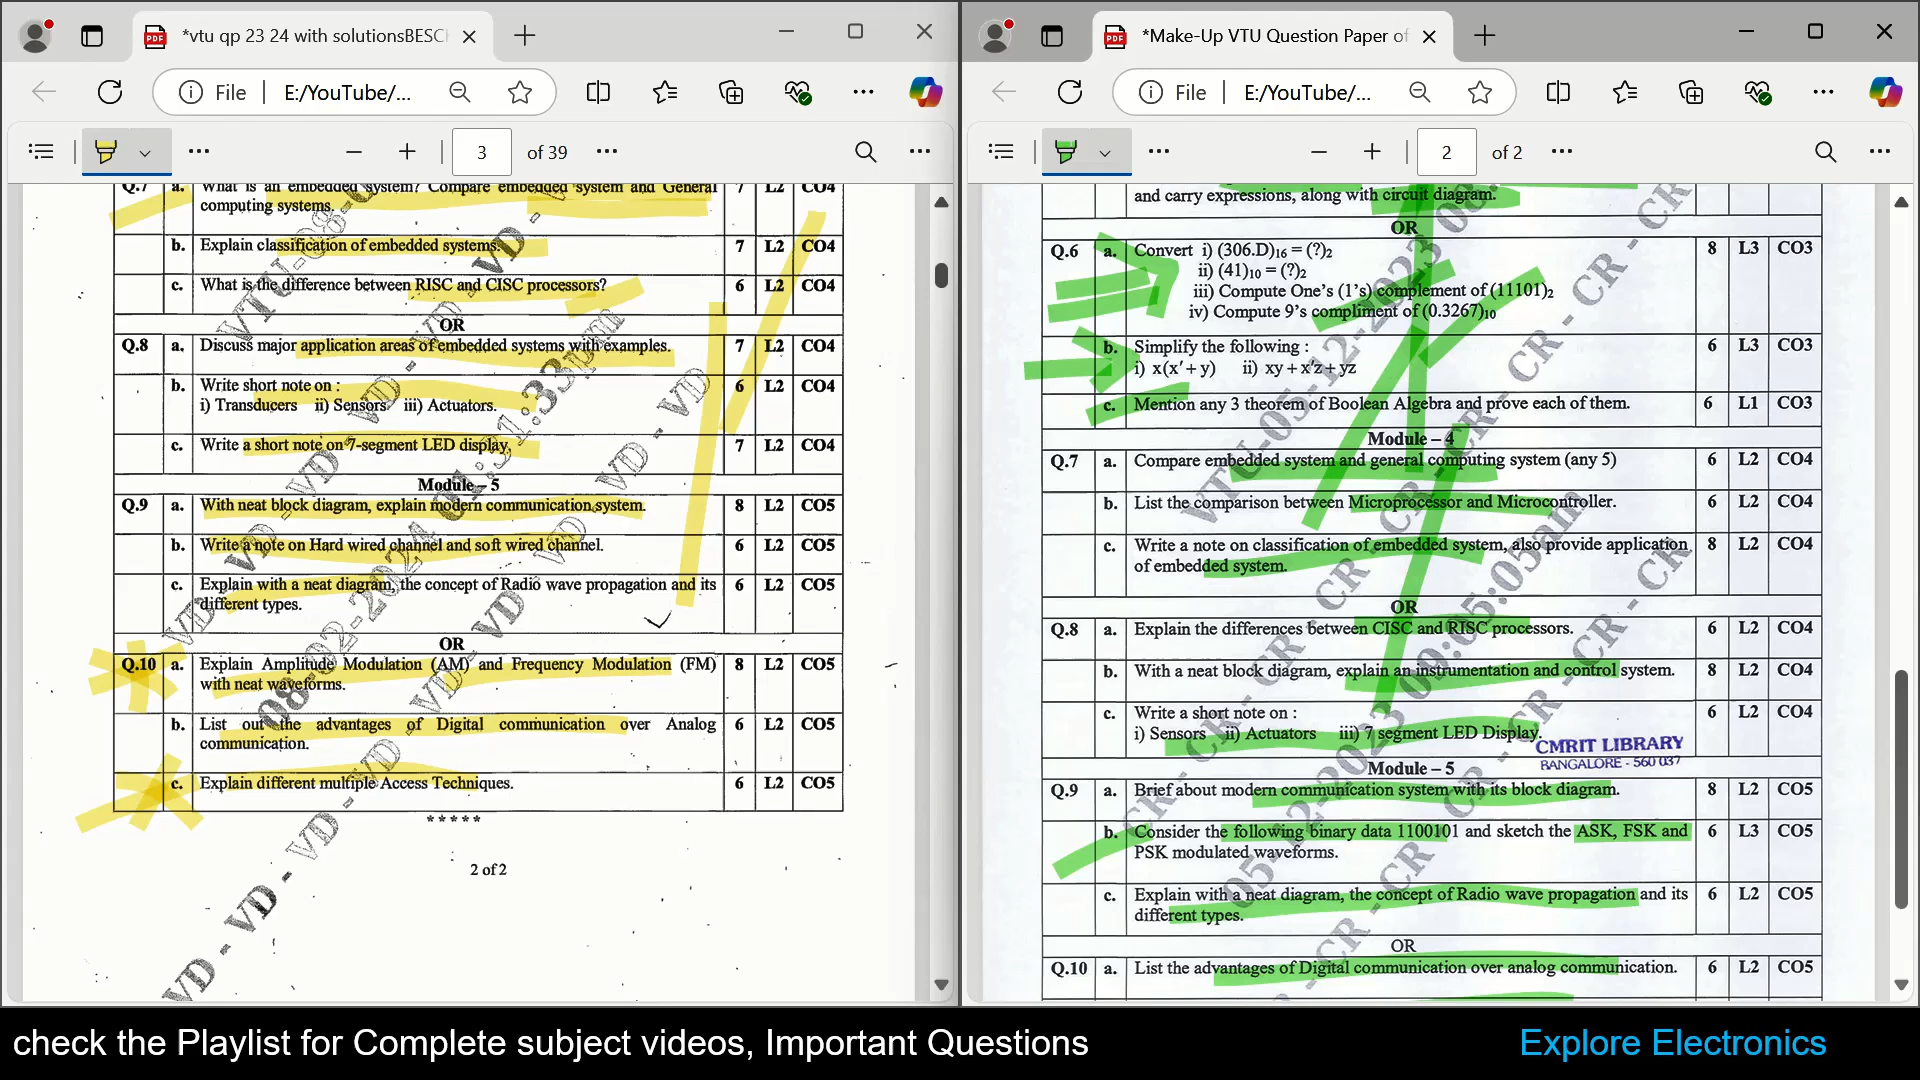 *vtu qp 23 24 with solutionsBESCK
File
E:/YouTube/...
3
of 39
Q.7 a. What is an embedded system? Compare embedded system and General 7 L2 CO4
computing systems.
b. Explain classification of embedded systems. 7 L2 CO4
c. What is the difference between RISC and CISC processors? 6 L2 CO4
OR
Q.8 a. Discuss major application areas of embedded systems with examples. 7 L2 CO4
b. Write short note on : 6 L2 CO4
i) Transducers ii) Sensors iii) Actuators.
c. Write a short note on 7-segment LED display. 7 L2 CO4
Module – 5
Q.9 a. With neat block diagram, explain modern communication system. 8 L2 CO5
b. Write a note on Hard wired channel and soft wired channel. 6 L2 CO5
c. Explain with a neat diagram, the concept of Radio wave propagation and its 6 L2 CO5
different types.
OR
Q.10 a. Explain Amplitude Modulation (AM) and Frequency Modulation (FM) 8 L2 CO5
with neat waveforms.
b. List out the advantages of Digital communication over Analog 6 L2 CO5
communication.
c. Explain different multiple Access Techniques. 6 L2 CO5
*****
2 of 2
*Make-Up VTU Question Paper of
File
E:/YouTube/...
2
of 2
and carry expressions, along with circuit diagram.
OR
Q.6 a. Convert i) (306.D)16 = (?)2 8 L3 CO3
ii) (41)10 = (?)2
iii) Compute One's (1's) complement of (11101)2
iv) Compute 9's compliment of (0.3267)10
b. Simplify the following : 6 L3 CO3
i) x(x′ + y) ii) xy + x′z + yz
c. Mention any 3 theorem of Boolean Algebra and prove each of them. 6 L1 CO3
Module – 4
Q.7 a. Compare embedded system and general computing system (any 5) 6 L2 CO4
b. List the comparison between Microprocessor and Microcontroller. 6 L2 CO4
c. Write a note on classification of embedded system, also provide application 8 L2 CO4
of embedded system.
OR
Q.8 a. Explain the differences between CISC and RISC processors. 6 L2 CO4
b. With a neat block diagram, explain an instrumentation and control system. 8 L2 CO4
c. Write a short note on : 6 L2 CO4
i) Sensors ii) Actuators iii) 7 segment LED Display.
CMRIT LIBRARY
BANGALORE - 560 037
Module – 5
Q.9 a. Brief about modern communication system with its block diagram. 8 L2 CO5
b. Consider the following binary data 1100101 and sketch the ASK, FSK and 6 L3 CO5
PSK modulated waveforms.
c. Explain with a neat diagram, the concept of Radio wave propagation and its 6 L2 CO5
different types.
OR
Q.10 a. List the advantages of Digital communication over analog communication. 6 L2 CO5
check the Playlist for Complete subject videos, Important Questions
Explore Electronics